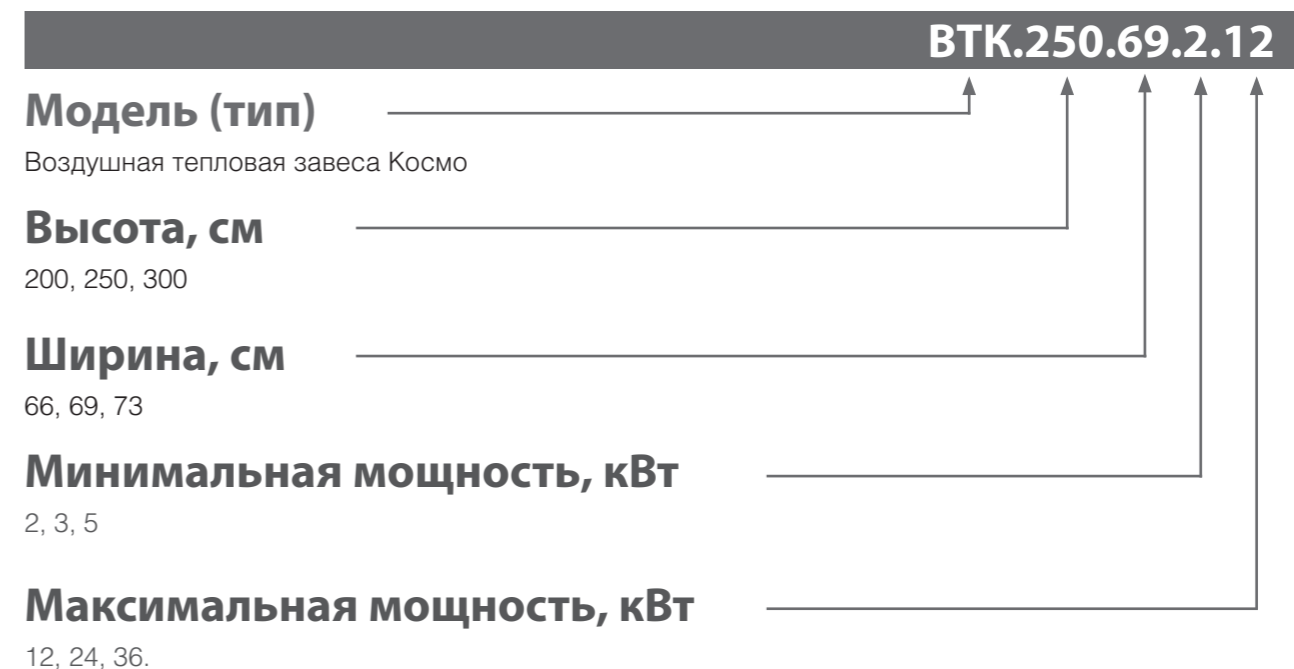 ВТК.250.69.2.12
Модель (тип)
Воздушная тепловая завеса Космо
Высота, см
200, 250, 300
Ширина, см
66, 69, 73
Минимальная мощность, кВт
2, 3, 5
Максимальная мощность, кВт
12, 24, 36.